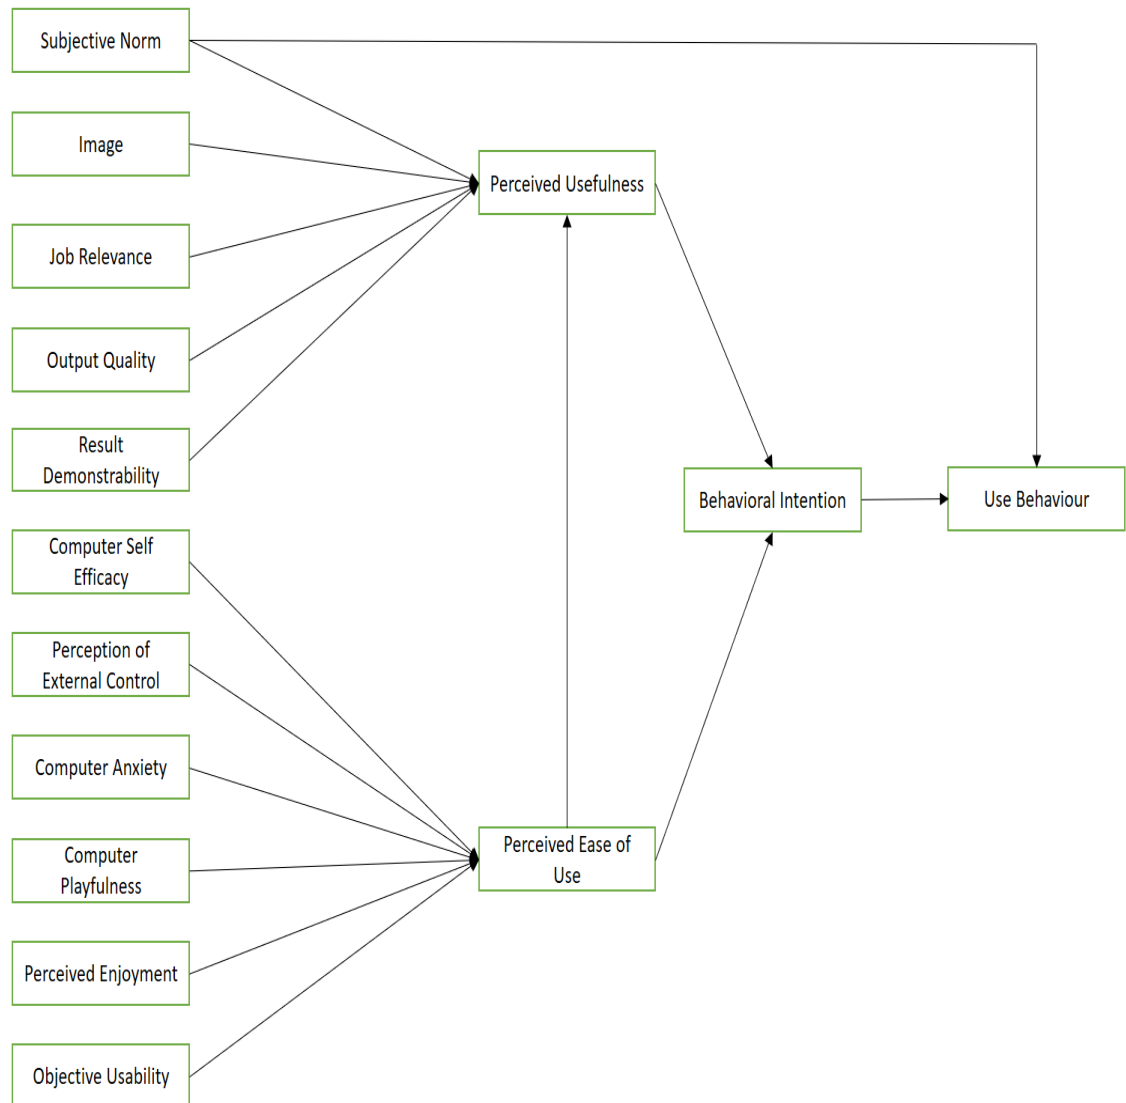 Subjective Norm
Image
Job Relevance
Output Quality
Result
Demonstrability
Computer Self
Efficacy
Perception of
External Control
Computer Anxiety
Computer
Playfulness
Perceived Enjoyment
Objective Usability
Perceived Usefulness
Perceived Ease of
Use
Behavioral Intention
Use Behaviour